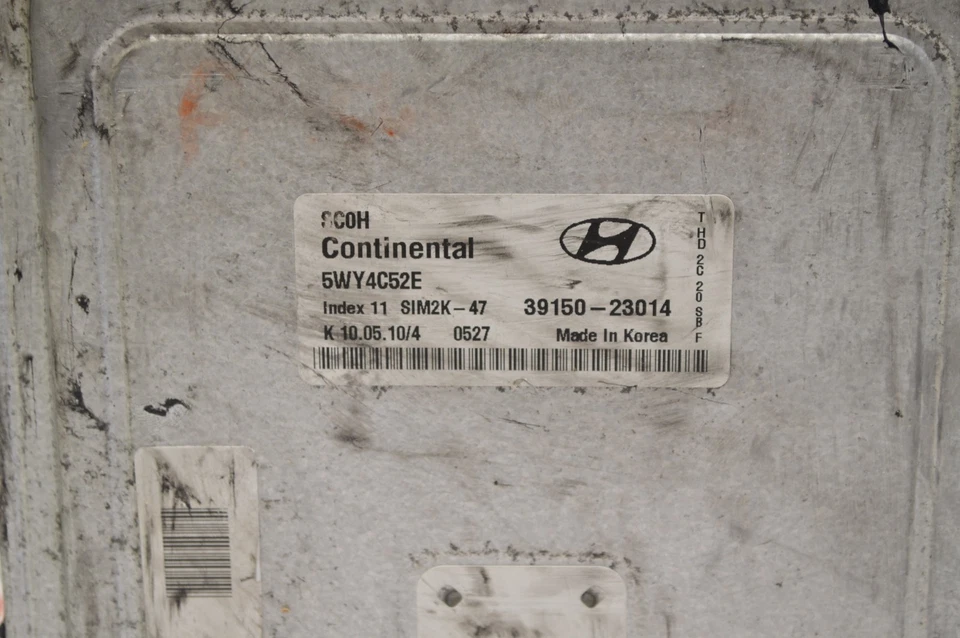 SC0H
Continental
5WY4C52E
Index 11 SIM2K-47 39150-23014
K 10.05.10/4 0527 Made In Korea
THD 2C 20 SB F